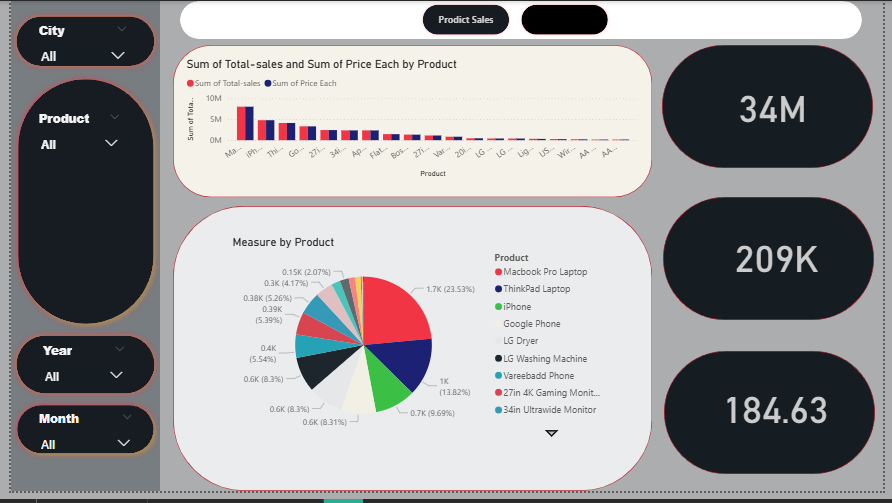 City
All
Product
All
Year
All
Month
All
Prodict Sales
Sum of Total-sales and Sum of Price Each by Product
Sum of Total-sales Sum of Price Each
Sum of Tota...
10M
5M
0M
Ma... iPh... Thi... Go... 27i... 34i... Ap... Flat... Bos... 27i... Var... 20i... LG ... LG ... Lig... US... Wir... AA ... AA...
Product
Measure by Product
1.7K (23.53%)
1K
(13.82%)
0.7K (9.69%)
0.6K (8.31%)
0.6K (8.3%)
0.6K (8.3%)
0.4K
(5.54%)
0.39K
(5.39%)
0.38K (5.26%)
0.3K (4.17%)
0.15K (2.07%)
Product
Macbook Pro Laptop
ThinkPad Laptop
iPhone
Google Phone
LG Dryer
LG Washing Machine
Vareebadd Phone
27in 4K Gaming Monit...
34in Ultrawide Monitor
34M
209K
184.63